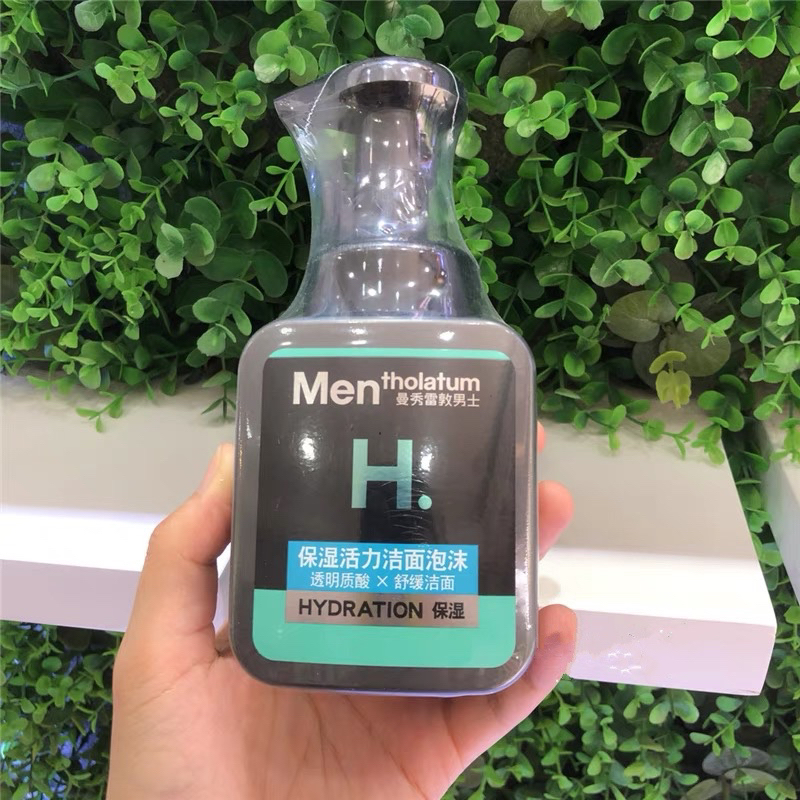 Mentholatum
曼秀雷敦男士
H.
保湿活力洁面泡沫
透明质酸 × 舒缓洁面
HYDRATION 保湿